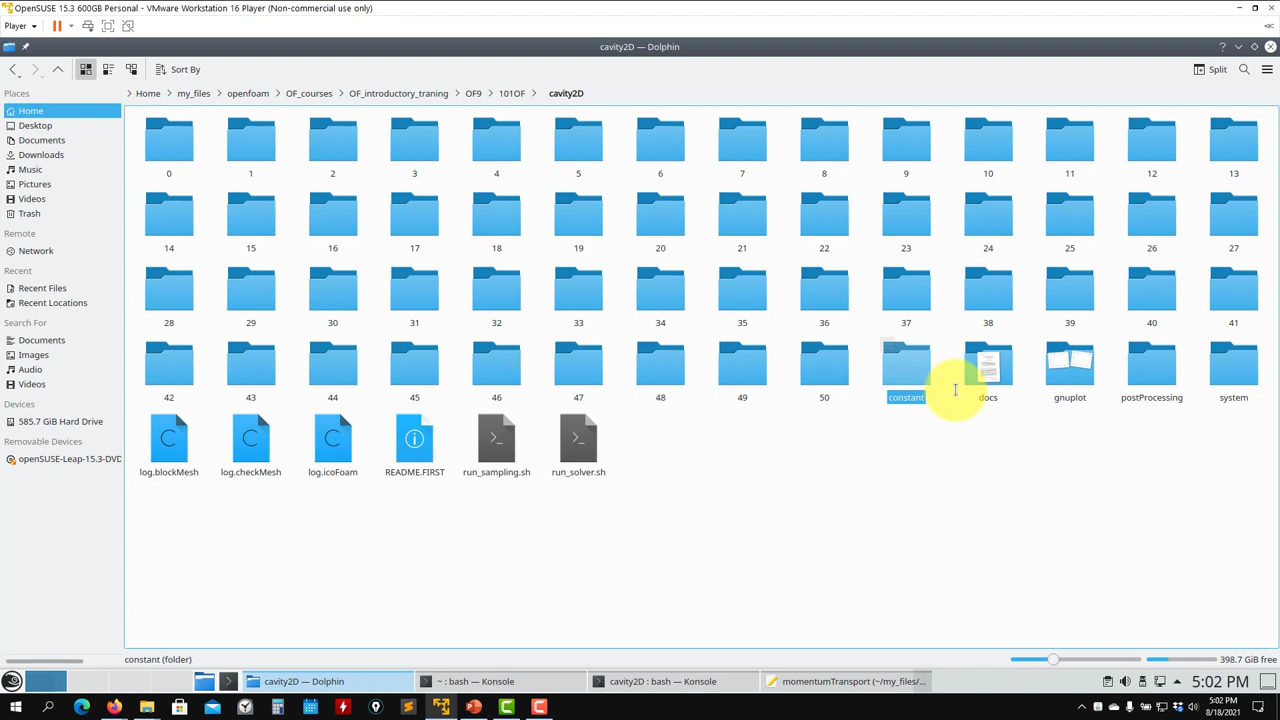 OpenSUSE 15.3 600GB Personal - VMware Workstation 16 Player (Non-commercial use only)
Player
cavity2D — Dolphin
Sort By
Split
Places
Home my_files openfoam OF_courses OF_introductory_traning OF9 101OF cavity2D
Home
Desktop
Documents
Downloads
Music
Pictures
Videos
Trash
Remote
Network
Recent
Recent Files
Recent Locations
Search For
Documents
Images
Audio
Videos
Devices
585.7 GiB Hard Drive
Removable Devices
openSUSE-Leap-15.3-DVD
0 1 2 3 4 5 6 7 8 9 10 11 12 13
14 15 16 17 18 19 20 21 22 23 24 25 26 27
28 29 30 31 32 33 34 35 36 37 38 39 40 41
42 43 44 45 46 47 48 49 50 constant docs gnuplot postProcessing system
log.blockMesh log.checkMesh log.icoFoam README.FIRST run_sampling.sh run_solver.sh
constant (folder)
398.7 GiB free
cavity2D — Dolphin
~ : bash — Konsole
cavity2D : bash — Konsole
momentumTransport (~/my_files/...
5:02 PM
5:02 PM
8/18/2021